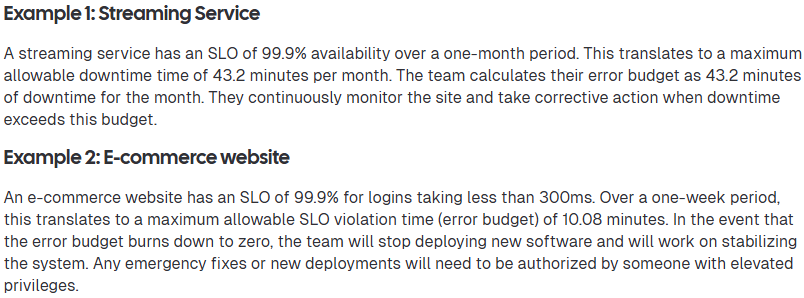 Example 1: Streaming Service
A streaming service has an SLO of 99.9% availability over a one-month period. This translates to a maximum
allowable downtime time of 43.2 minutes per month. The team calculates their error budget as 43.2 minutes
of downtime for the month. They continuously monitor the site and take corrective action when downtime
exceeds this budget.
Example 2: E-commerce website
An e-commerce website has an SLO of 99.9% for logins taking less than 300ms. Over a one-week period,
this translates to a maximum allowable SLO violation time (error budget) of 10.08 minutes. In the event that
the error budget burns down to zero, the team will stop deploying new software and will work on stabilizing
the system. Any emergency fixes or new deployments will need to be authorized by someone with elevated
privileges.